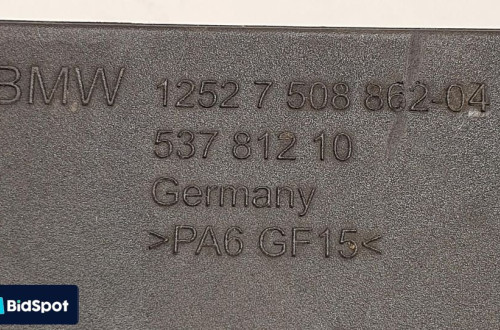 BMW 1252 7 508 862-04
537 812 10
Germany
>PA6 GF15<
BidSpot